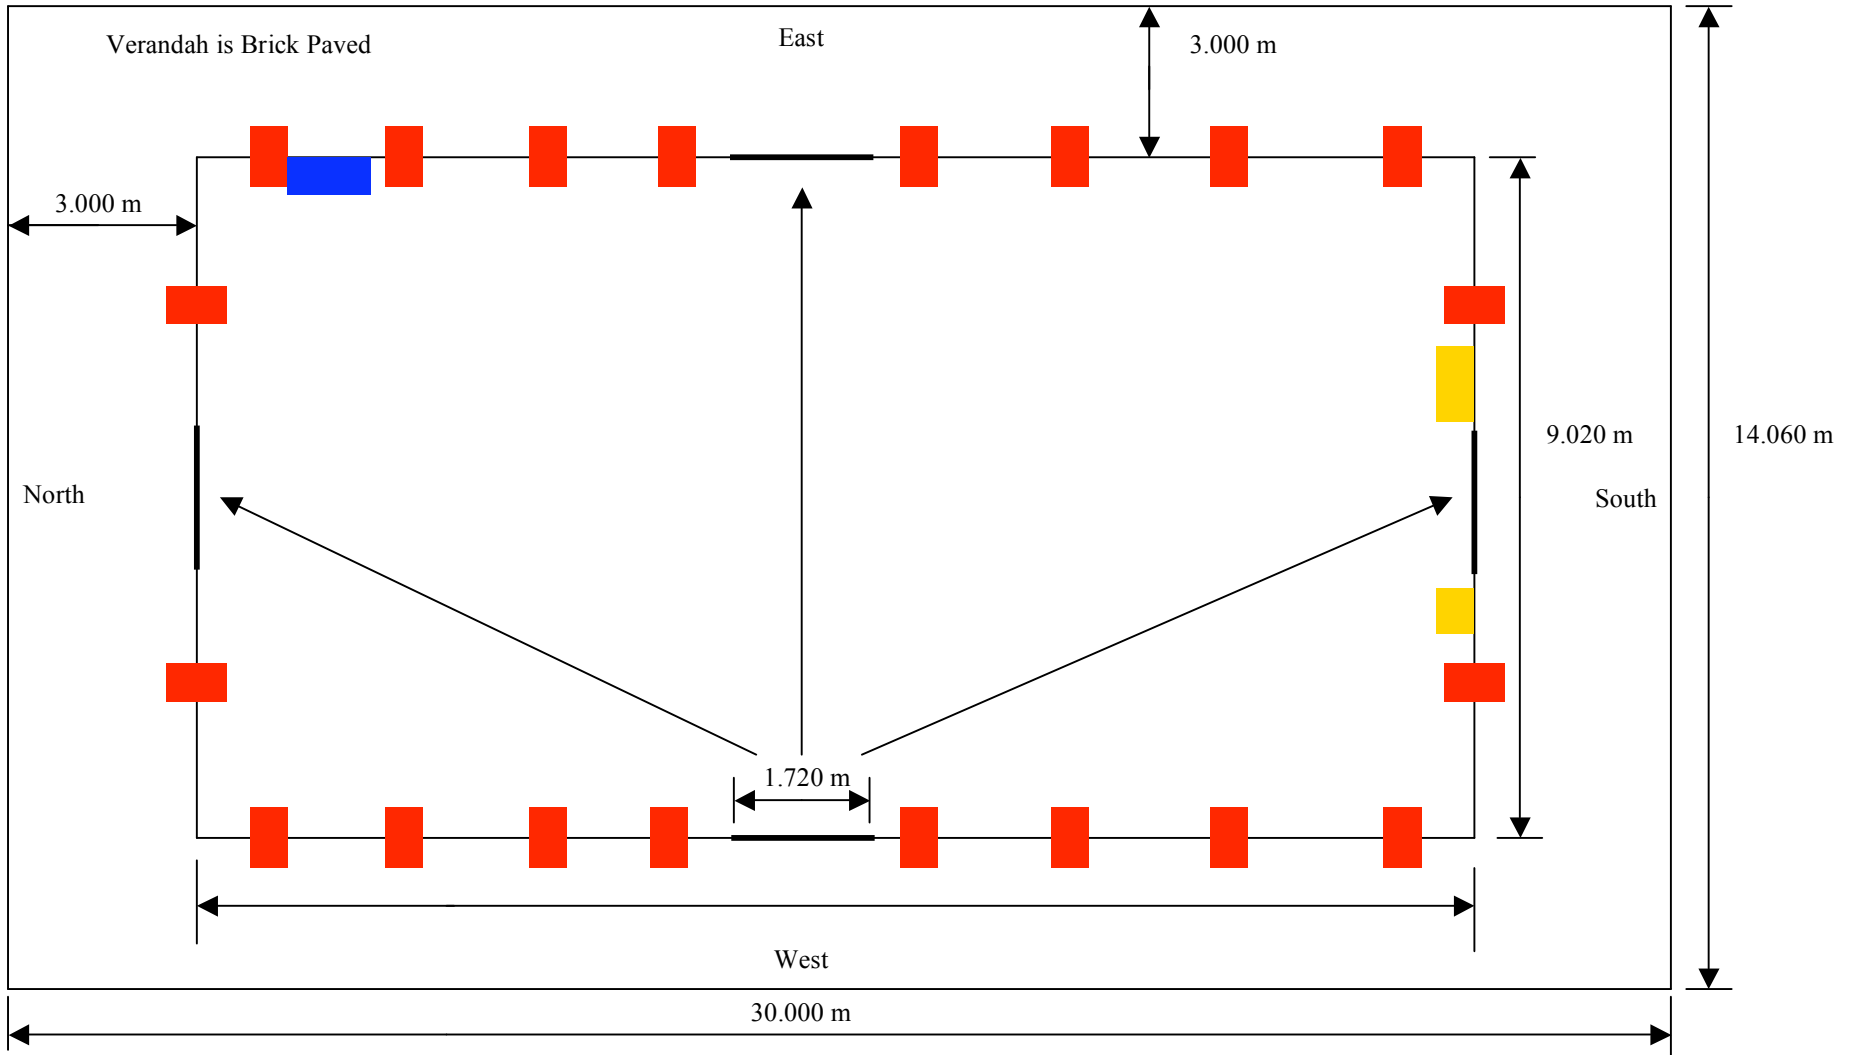 East
3.000 m
Verandah is Brick Paved
3.000 m
9.020 m
14.060 m
North
South
1.720 m
West
30.000 m